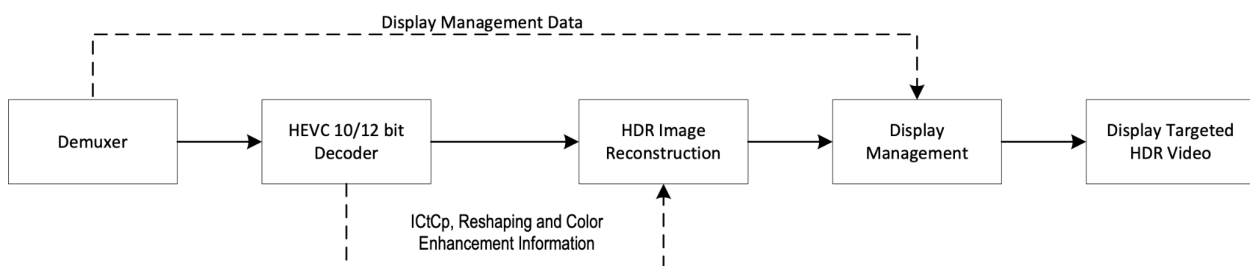 Display Management Data
Demuxer
HEVC 10/12 bit
Decoder
HDR Image
Reconstruction
Display
Management
Display Targeted
HDR Video
ICtCp, Reshaping and Color
Enhancement Information